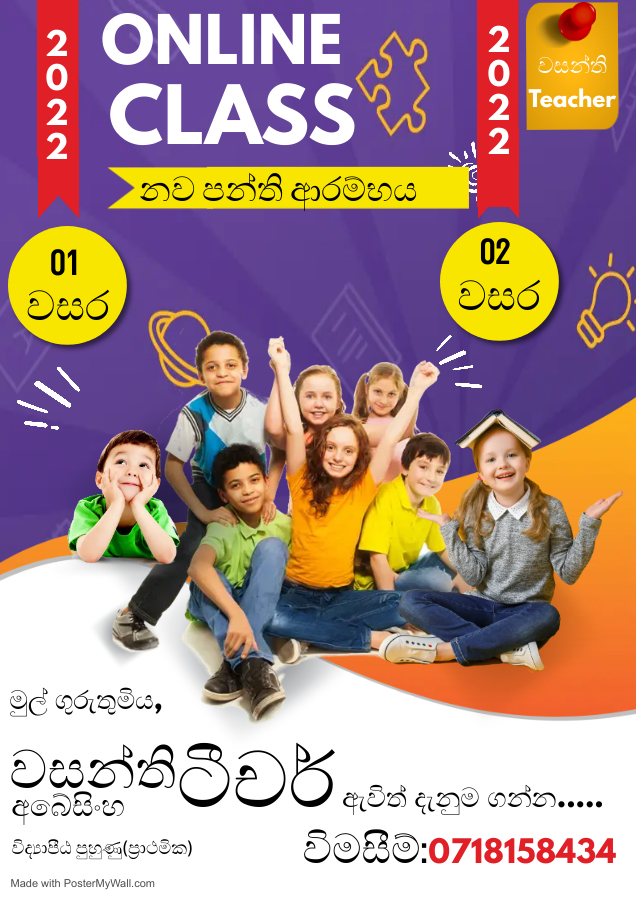 ONLINE
CLASS
2022
2022
වසන්ති
Teacher
නව පන්ති ආරම්භය
01
වසර
02
වසර
මුල් ගුරුතුමිය,
වසන්ති ටීචර්
අබේසිංහ
ඇවිත් දැනුම ගන්න.....
විද්‍යාපීඨ පුහුණු(ප්‍රාථමික)
විමසීම්:0718158434
Made with PosterMyWall.com